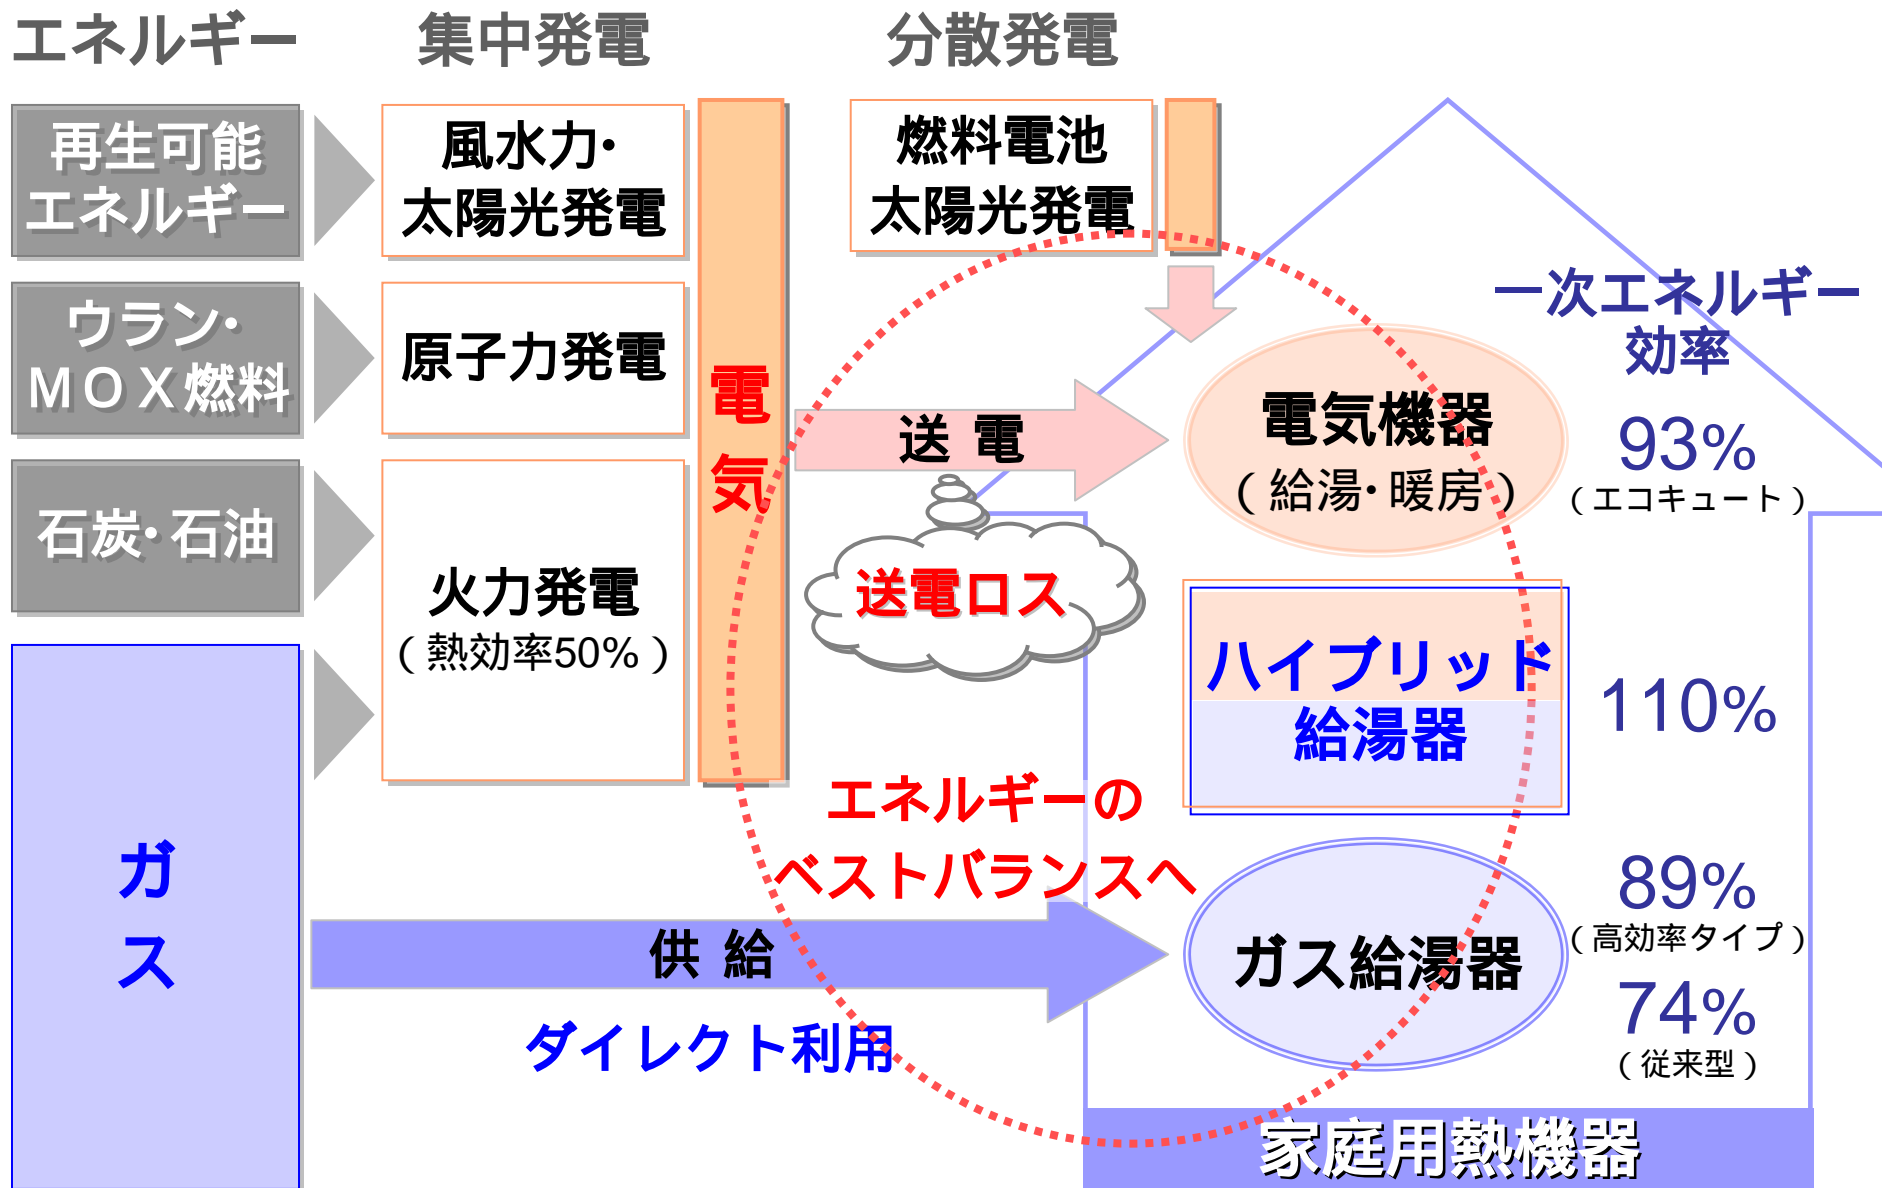 エネルギー
集中発電
分散発電
再生可能
エネルギー
風水力・
太陽光発電
燃料電池
太陽光発電
ウラン・
ＭＯＸ燃料
原子力発電
石炭・石油
火力発電
（熱効率50%）
電
気
送電
送電ロス
一次エネルギー
効率
電気機器
（給湯・暖房）
93%
（エコキュート）
ハイブリッド
給湯器
110%
エネルギーの
ベストバランスへ
ガ
ス
供給
ダイレクト利用
ガス給湯器
89%
（高効率タイプ）
74%
（従来型）
家庭用熱機器